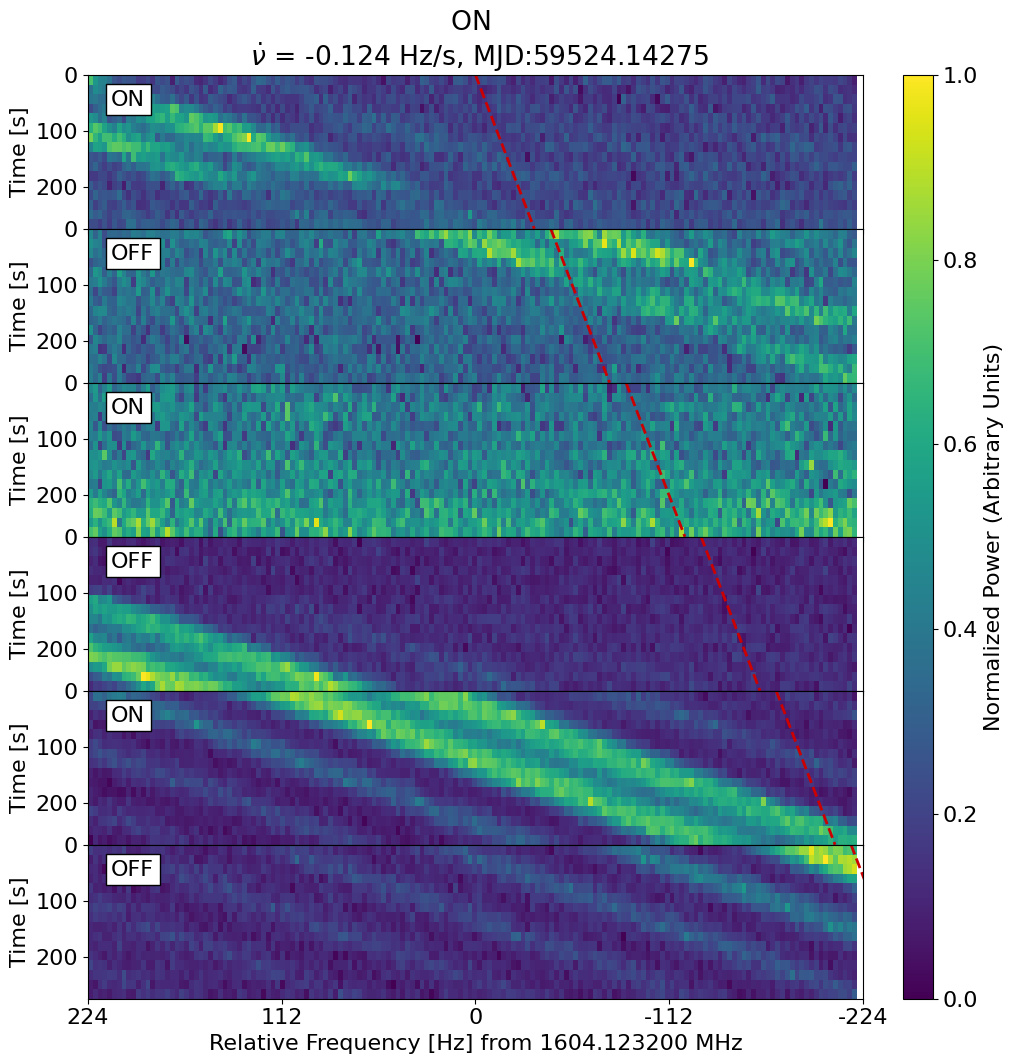 ON
ν̇ = -0.124 Hz/s, MJD:59524.14275
0
ON
100
Time [s]
200
0
OFF
100
Time [s]
200
0
ON
100
Time [s]
200
0
OFF
100
Time [s]
200
0
ON
100
Time [s]
200
0
OFF
100
Time [s]
200
224 112 0 -112 -224
Relative Frequency [Hz] from 1604.123200 MHz
1.0
0.8
0.6
0.4
0.2
0.0
Normalized Power (Arbitrary Units)